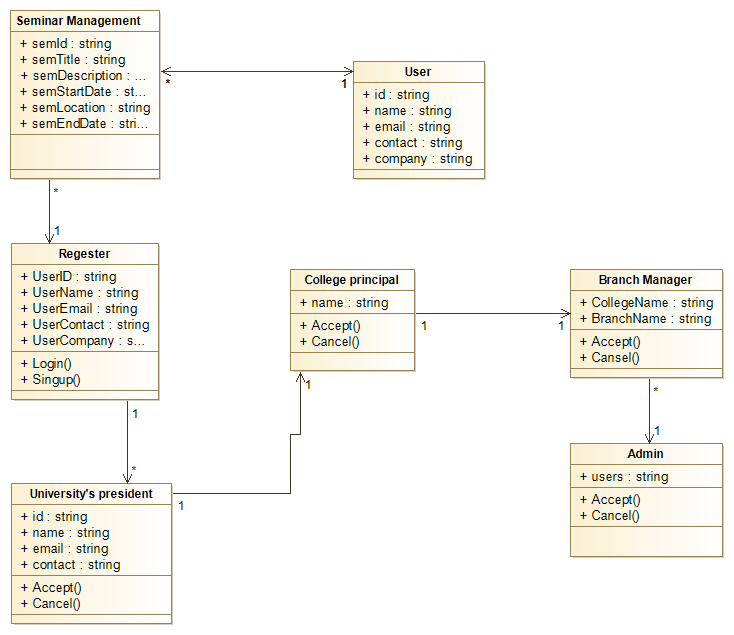 Seminar Management
+ semId : string
+ semTitle : string
+ semDescription : ...
+ semStartDate : st...
+ semLocation : string
+ semEndDate : stri...
*
1
User
+ id : string
+ name : string
+ email : string
+ contact : string
+ company : string
*
1
Regester
+ UserID : string
+ UserName : string
+ UserEmail : string
+ UserContact : string
+ UserCompany : s...
+ Login()
+ Singup()
College principal
+ name : string
+ Accept()
+ Cancel()
1
1
Branch Manager
+ CollegeName : string
+ BranchName : string
+ Accept()
+ Cansel()
1
1
*
*
1
University's president
+ id : string
+ name : string
+ email : string
+ contact : string
+ Accept()
+ Cancel()
1
Admin
+ users : string
+ Accept()
+ Cancel()